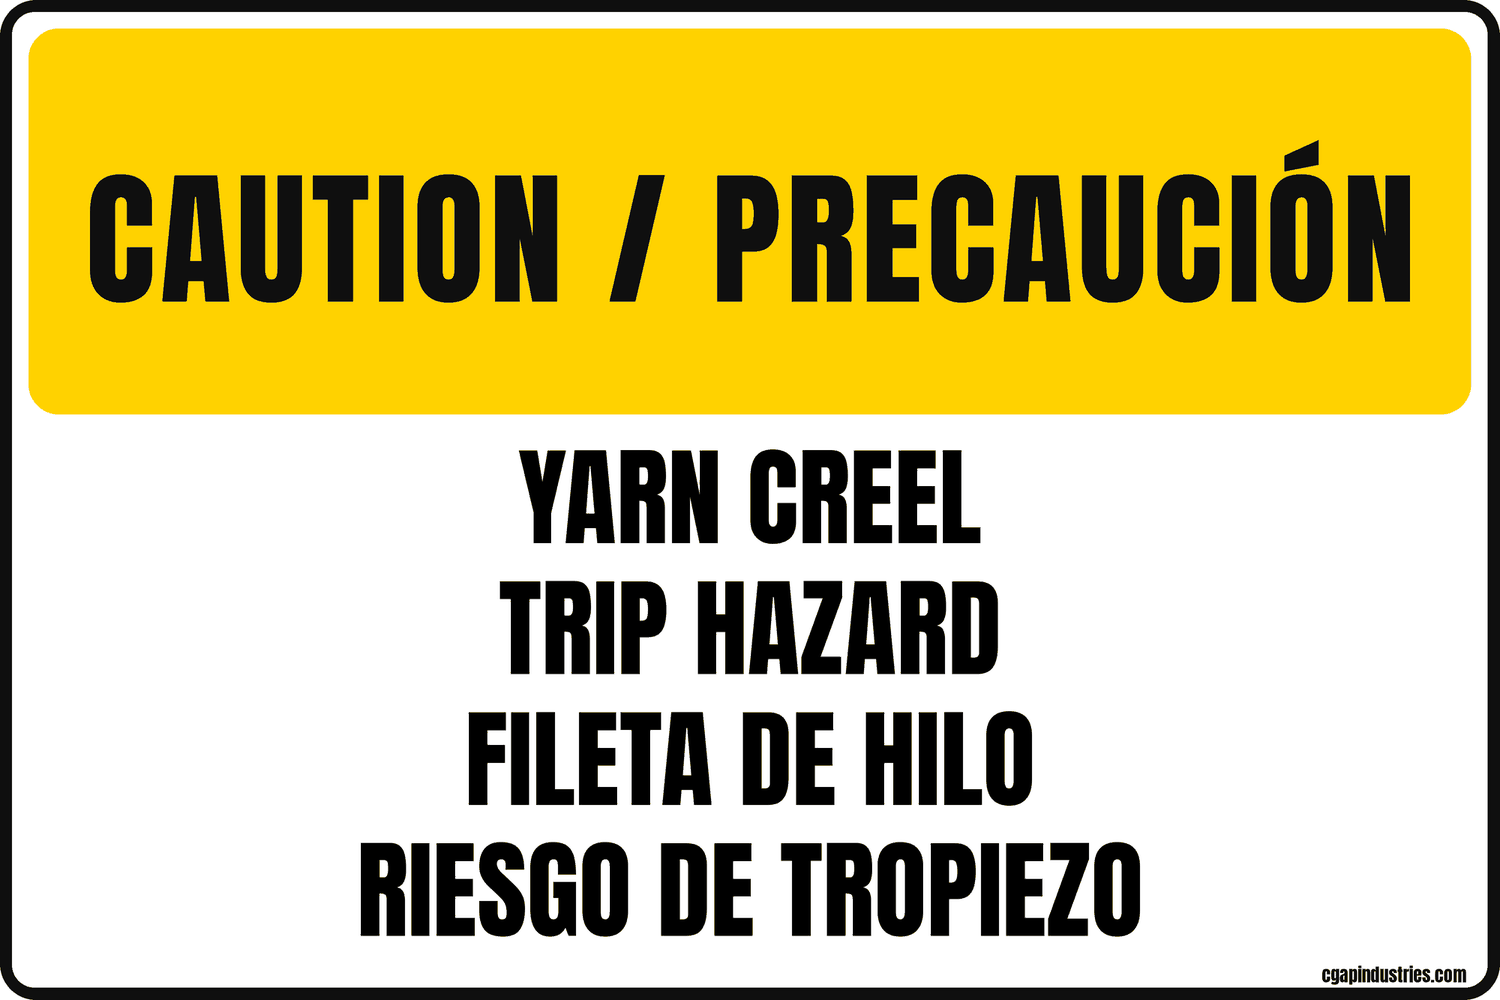 CAUTION / PRECAUCIÓN
YARN CREEL
TRIP HAZARD
FILETA DE HILO
RIESGO DE TROPIEZO
cgapindustries.com